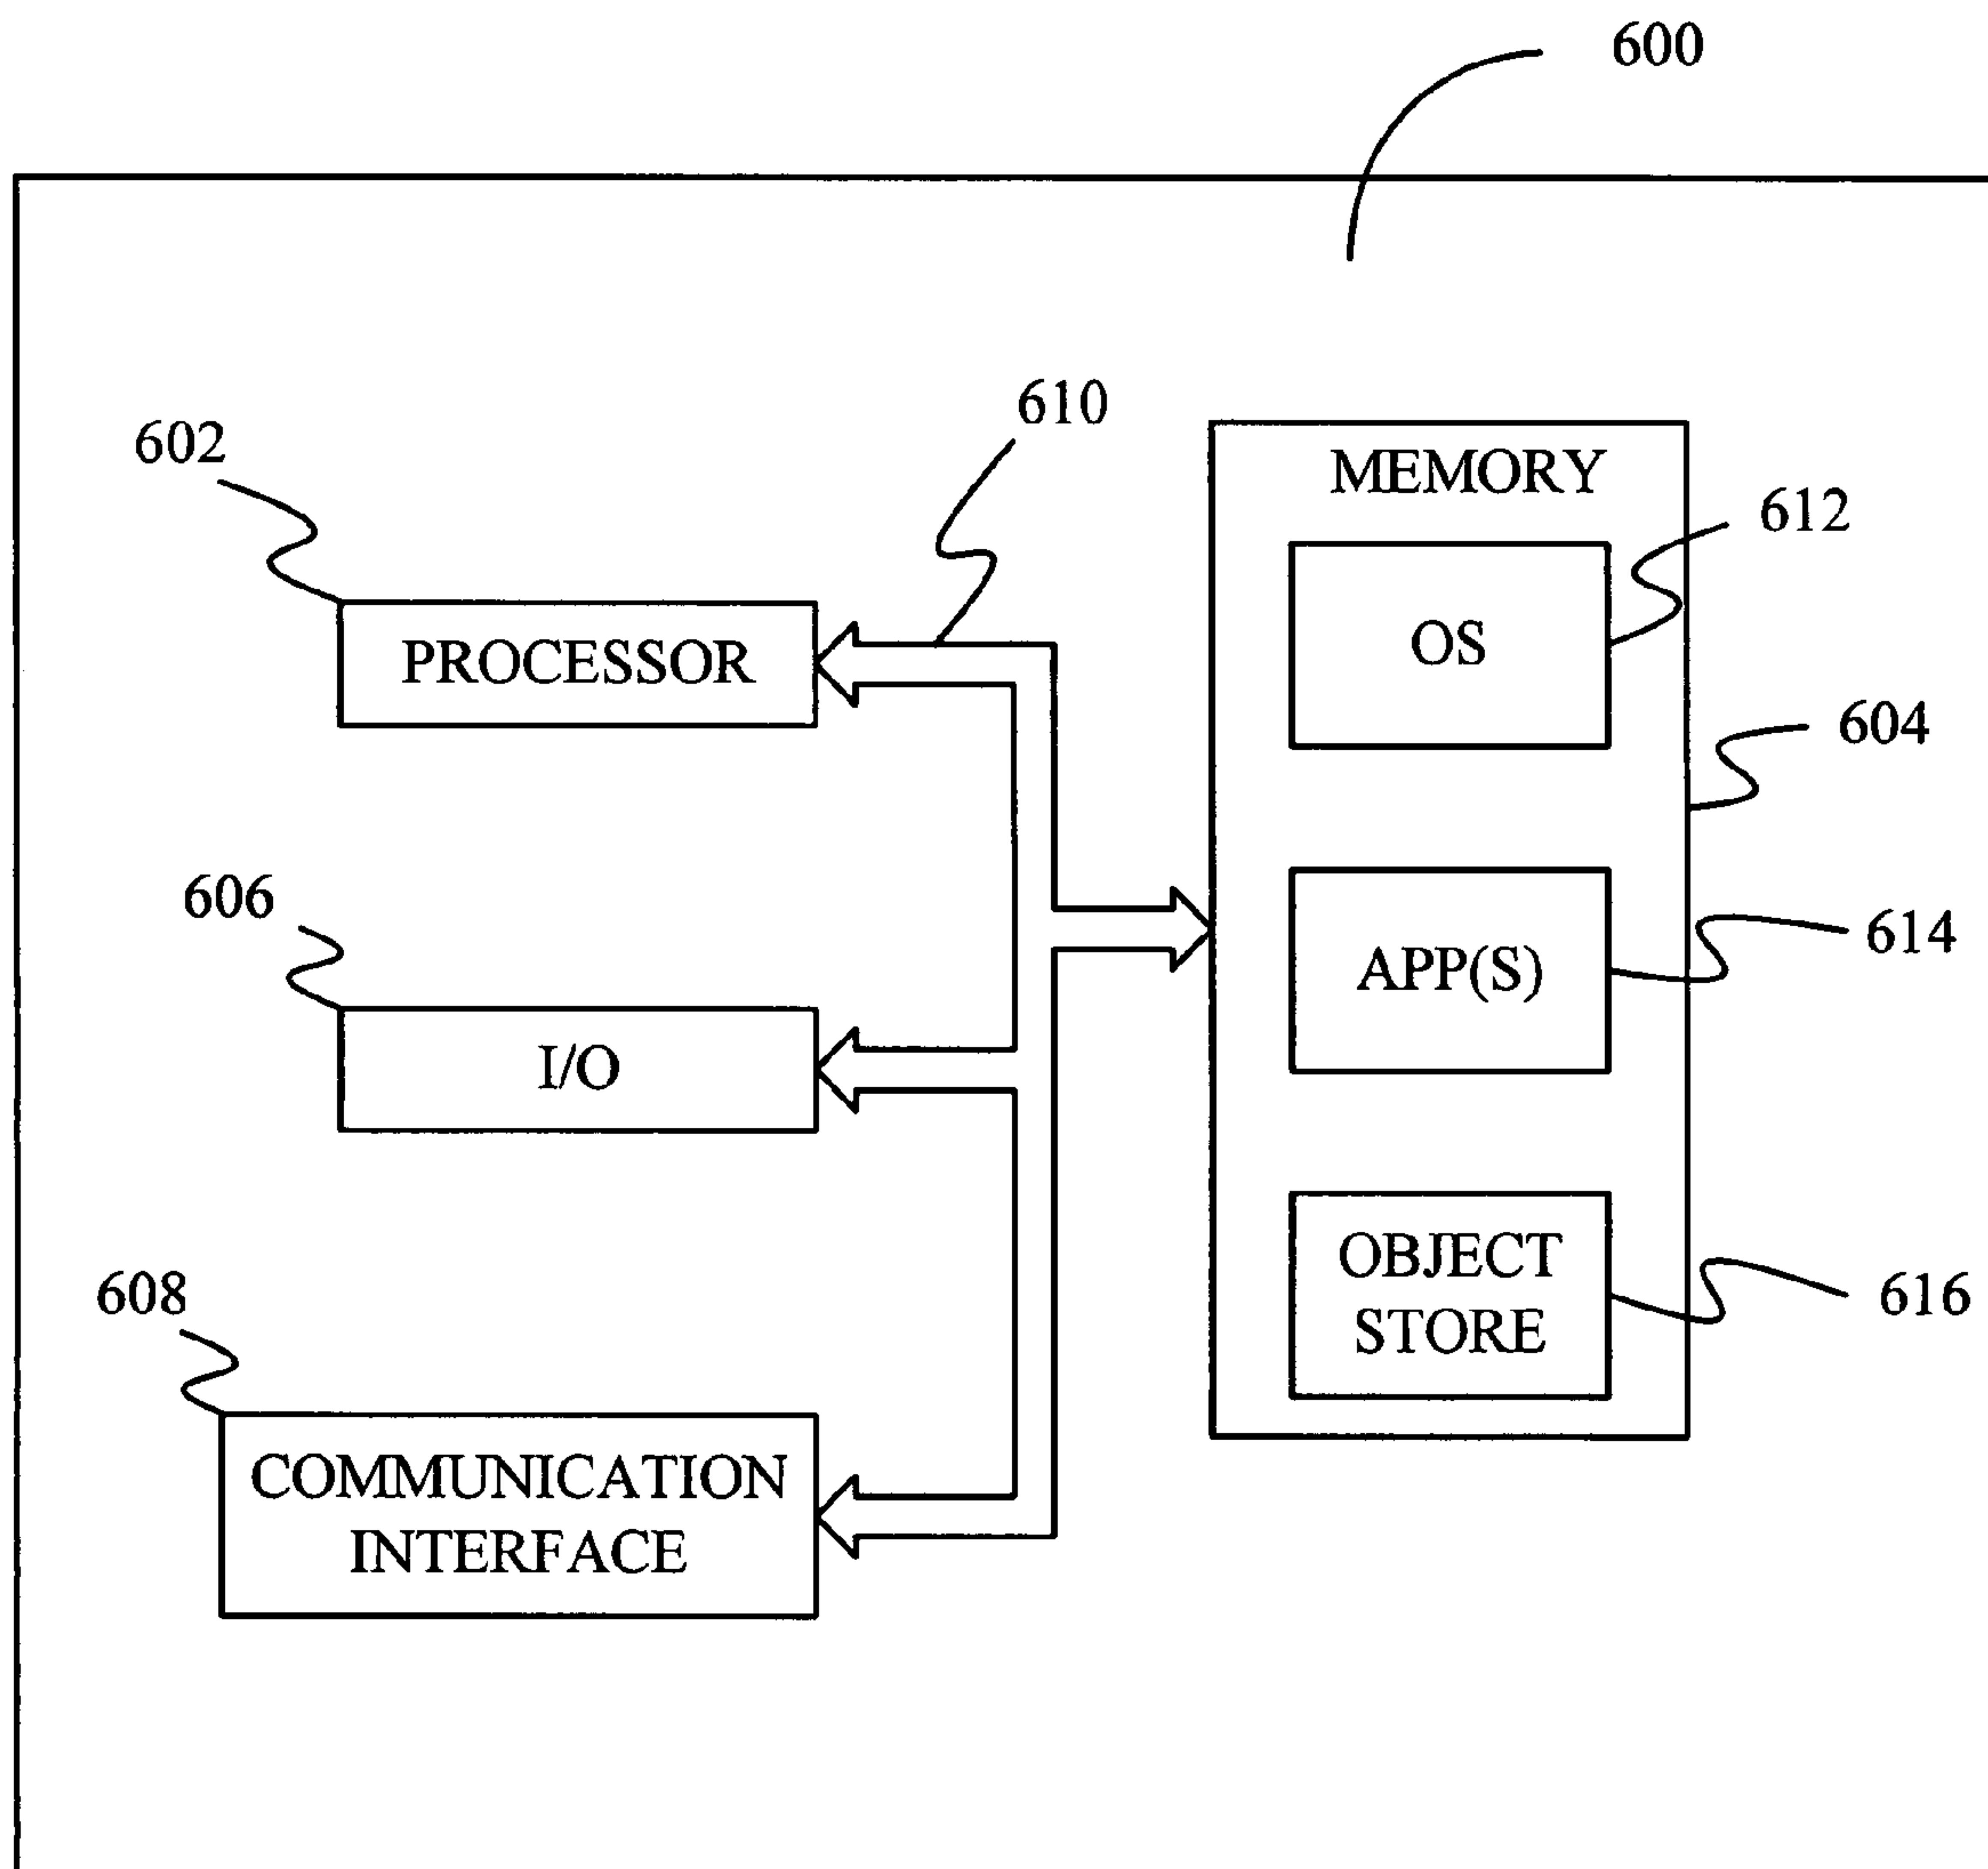 600
610
602
MEMORY
612
OS
PROCESSOR
604
606
614
APP(S)
I/O
OBJECT
STORE
608
616
COMMUNICATION
INTERFACE